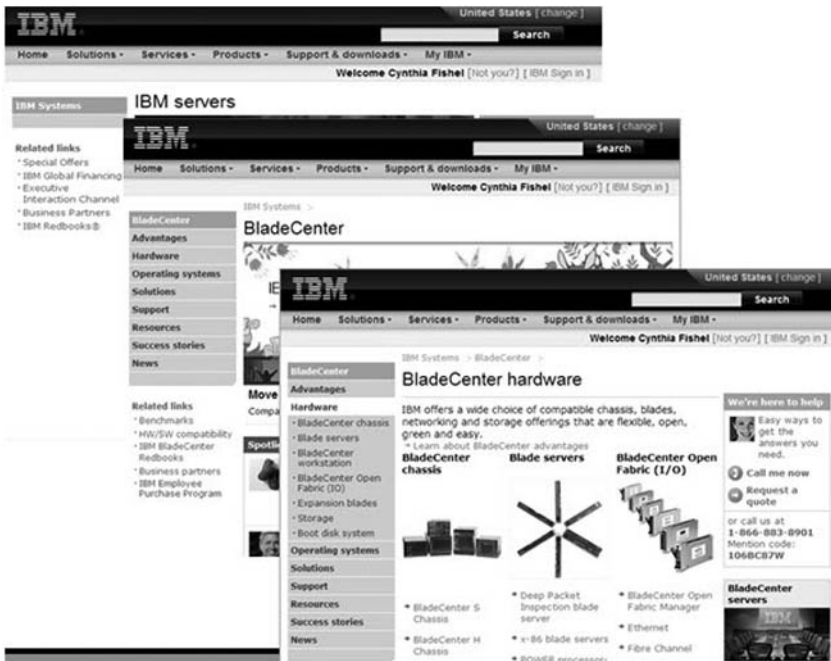 United States [ change ]
IBM
Search
Home Solutions Services Products Support & downloads My IBM
Welcome Cynthia Fishel [Not you?] [ IBM Sign in ]
IBM Systems
IBM servers
Related links
Special Offers
IBM Global Financing
Executive
Interaction Channel
Business Partners
IBM Redbooks®
United States [ change ]
IBM
Search
Home Solutions Services Products Support & downloads My IBM
Welcome Cynthia Fishel [Not you?] [ IBM Sign in ]
IBM Systems >
BladeCenter
BladeCenter
Advantages
Hardware
Operating systems
Solutions
Support
Resources
Success stories
News
Move
Compa
Related links
Benchmarks
HW/SW compatibility
IBM BladeCenter
Redbooks
Business partners
IBM Employee
Purchase Program
Spotli
United States [ change ]
IBM
Search
Home Solutions Services Products Support & downloads My IBM
Welcome Cynthia Fishel [Not you?] [ IBM Sign in ]
IBM Systems > BladeCenter >
BladeCenter hardware
BladeCenter
Advantages
Hardware
BladeCenter chassis
Blade servers
BladeCenter
workstation
BladeCenter Open
Fabric (IO)
Expansion blades
Storage
Boot disk system
Operating systems
Solutions
Support
Resources
Success stories
News
IBM offers a wide choice of compatible chassis, blades,
networking and storage offerings that are flexible, open,
green and easy.
Learn about BladeCenter advantages
BladeCenter
chassis
BladeCenter S
Chassis
BladeCenter H
Chassis
Blade servers
Deep Packet
Inspection blade
server
x-86 blade servers
POWER processor-
BladeCenter Open
Fabric (I/O)
BladeCenter Open
Fabric Manager
Ethernet
Fibre Channel
We're here to help
Easy ways to
get the
answers you
need.
Call me now
Request a
quote
or call us at
1-866-883-8901
Mention code:
106BC87W
BladeCenter
servers
IBM